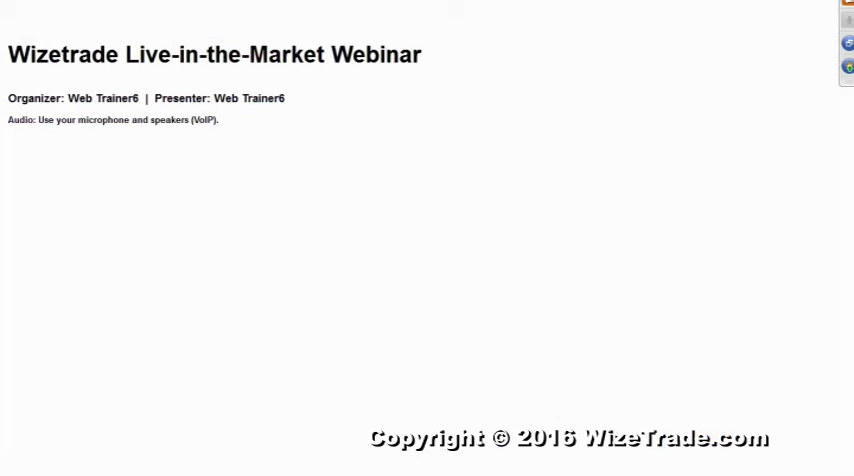 Wizetrade Live-in-the-Market Webinar
Organizer: Web Trainer6 | Presenter: Web Trainer6
Audio: Use your microphone and speakers (VoIP).
Copyright © 2016 WizeTrade.com